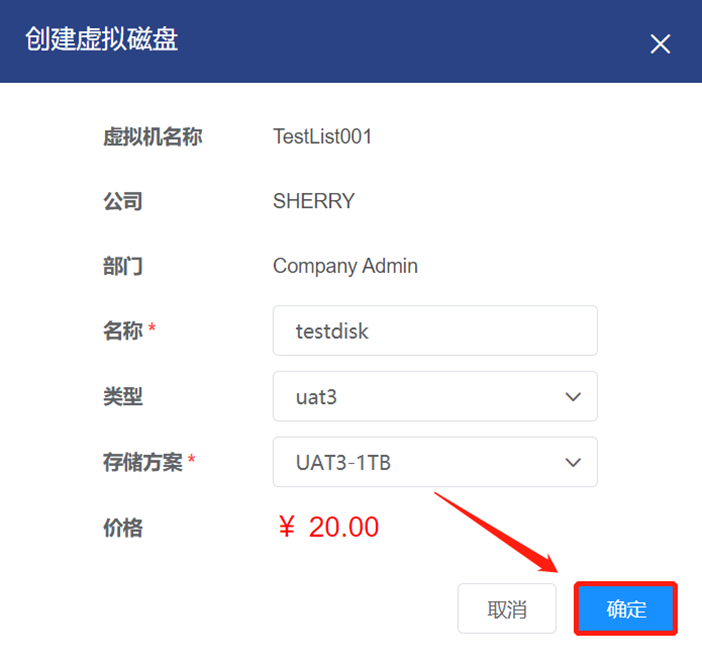 创建虚拟磁盘
虚拟机名称 TestList001
公司 SHERRY
部门 Company Admin
名称 * testdisk
类型 uat3
存储方案 * UAT3-1TB
价格 ¥ 20.00
取消 确定